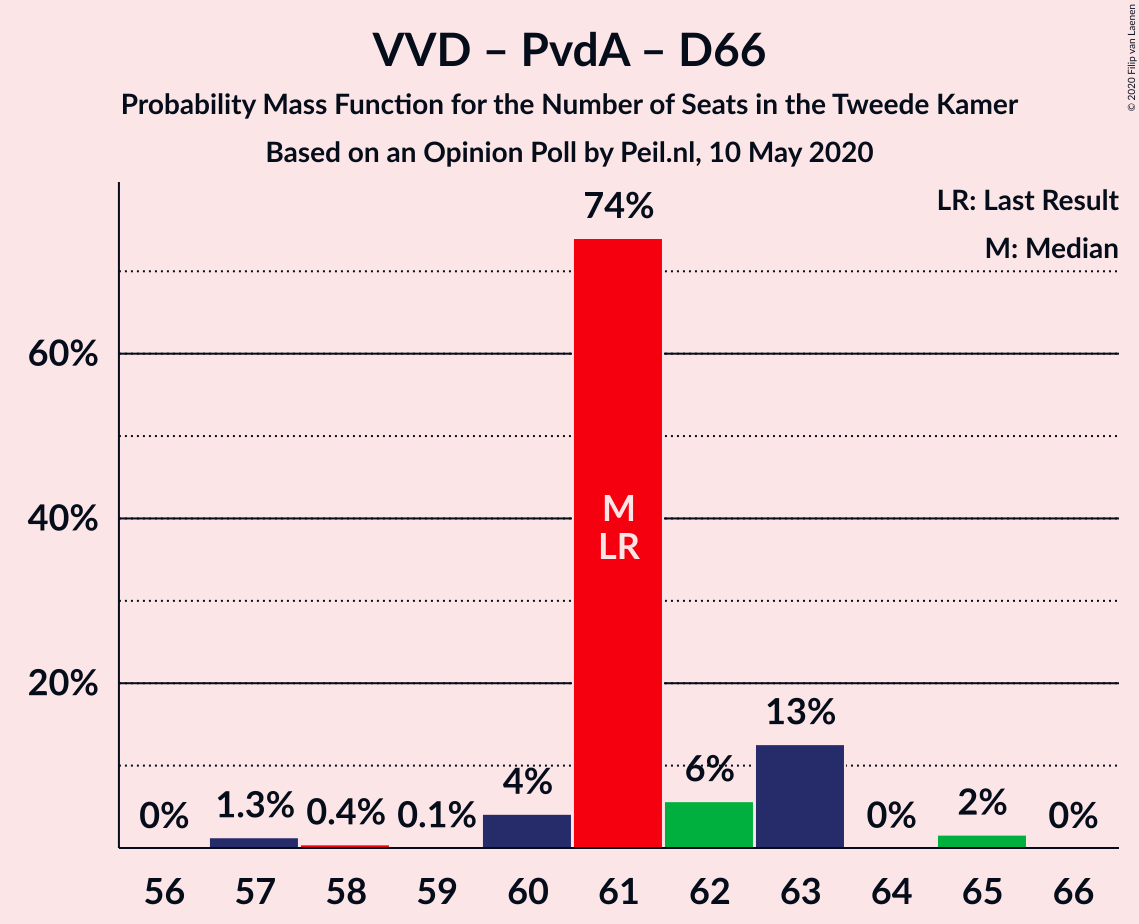 VVD – PvdA – D66
Probability Mass Function for the Number of Seats in the Tweede Kamer
Based on an Opinion Poll by Peil.nl, 10 May 2020
© 2020 Filip van Laenen
LR: Last Result
M: Median
60%
40%
20%
0%
1.3%
0.4%
0.1%
4%
74%
6%
13%
0%
2%
0%
M
LR
56 57 58 59 60 61 62 63 64 65 66